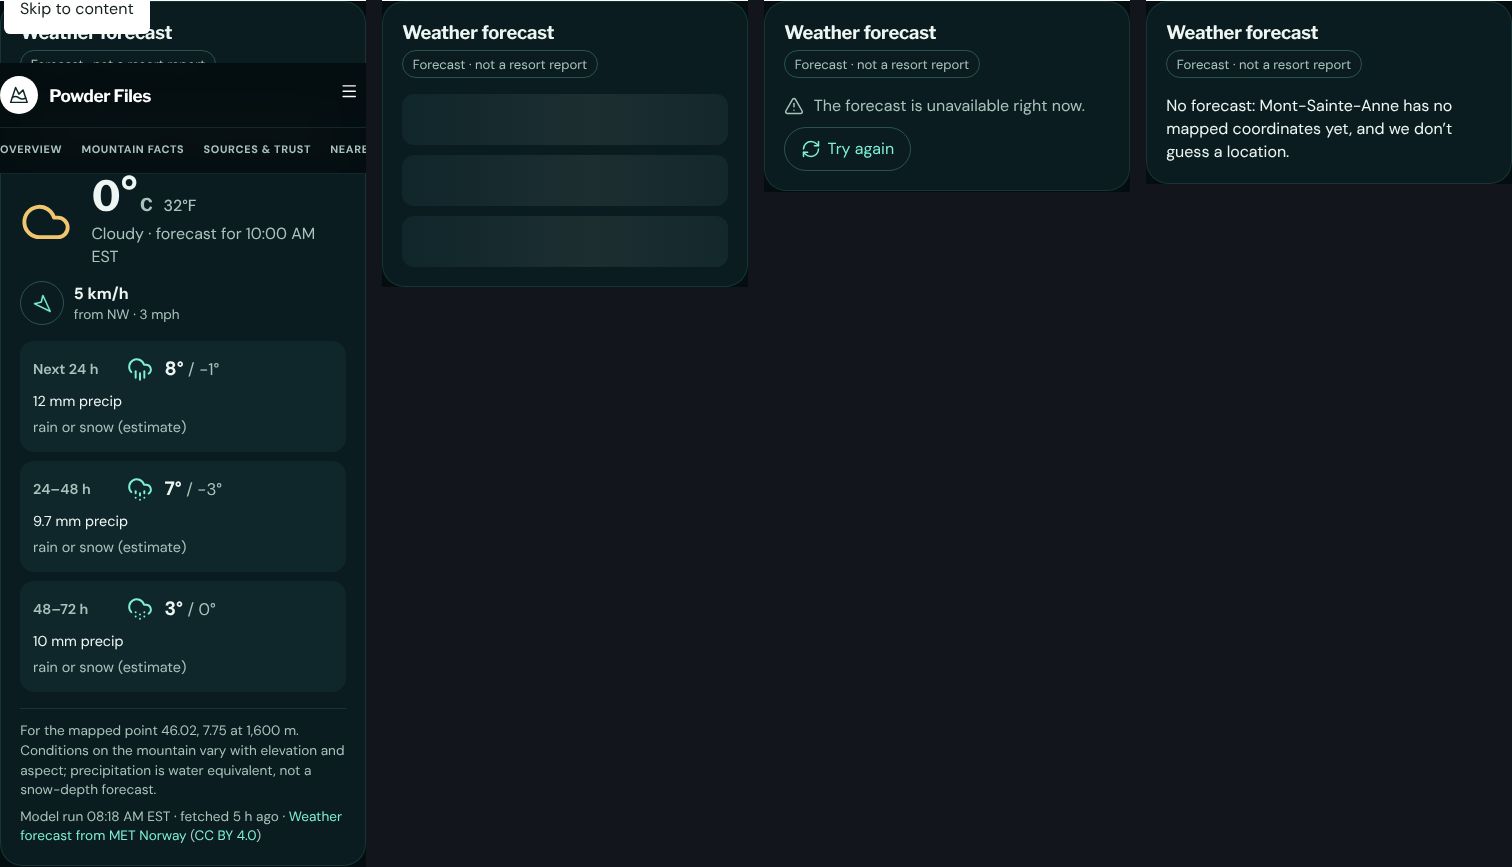 Skip to content
Weather forecast
Forecast · not a resort report
Powder Files
OVERVIEW MOUNTAIN FACTS SOURCES & TRUST NEARE
0° C 32°F
Cloudy · forecast for 10:00 AM
EST
5 km/h
from NW · 3 mph
Next 24 h 8° / -1°
12 mm precip
rain or snow (estimate)
24–48 h 7° / -3°
9.7 mm precip
rain or snow (estimate)
48–72 h 3° / 0°
10 mm precip
rain or snow (estimate)
For the mapped point 46.02, 7.75 at 1,600 m.
Conditions on the mountain vary with elevation and
aspect; precipitation is water equivalent, not a
snow-depth forecast.
Model run 08:18 AM EST · fetched 5 h ago · Weather
forecast from MET Norway (CC BY 4.0)
Weather forecast
Forecast · not a resort report
Weather forecast
Forecast · not a resort report
The forecast is unavailable right now.
Try again
Weather forecast
Forecast · not a resort report
No forecast: Mont-Sainte-Anne has no
mapped coordinates yet, and we don’t
guess a location.